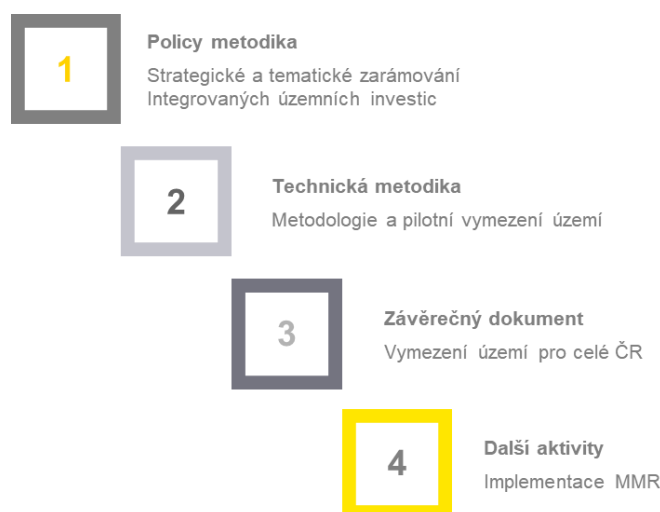 1
Policy metodika
Strategické a tematické zarámování
Integrovaných územních investic
2
Technická metodika
Metodologie a pilotní vymezení území
3
Závěrečný dokument
Vymezení území pro celé ČR
4
Další aktivity
Implementace MMR